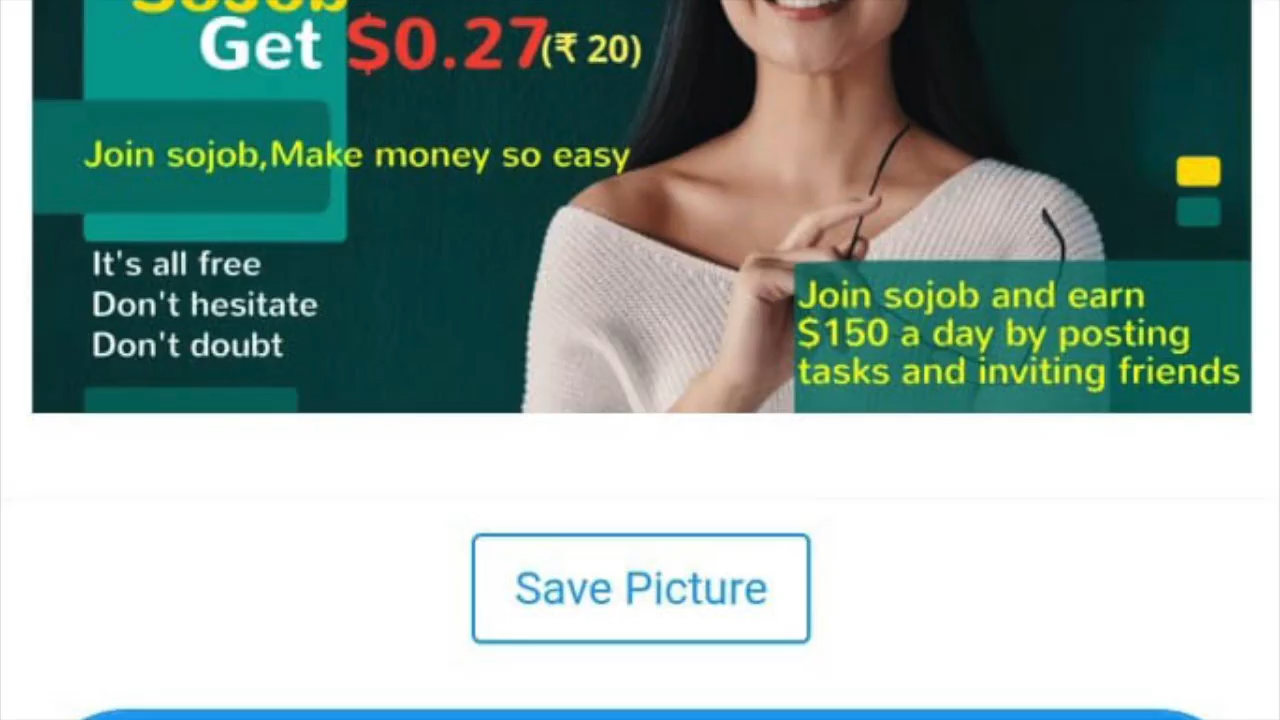 Sojob
Get $0.27(₹ 20)
Join sojob,Make money so easy
It's all free
Don't hesitate
Don't doubt
Join sojob and earn
$150 a day by posting
tasks and inviting friends
Save Picture